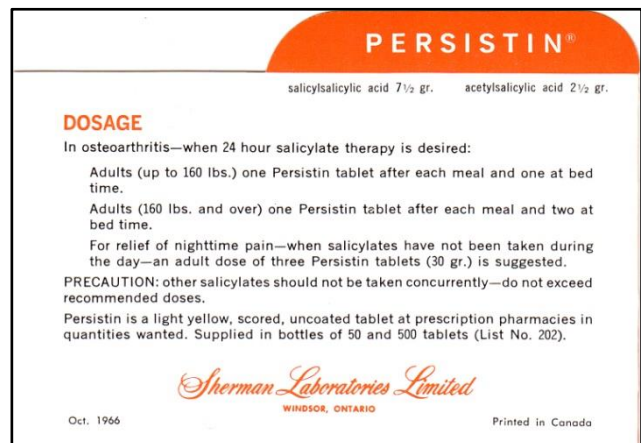 PERSISTIN®
salicylsalicylic acid 7½ gr. acetylsalicylic acid 2½ gr.
DOSAGE
In osteoarthritis—when 24 hour salicylate therapy is desired:
Adults (up to 160 lbs.) one Persistin tablet after each meal and one at bed
time.
Adults (160 lbs. and over) one Persistin tablet after each meal and two at
bed time.
For relief of nighttime pain—when salicylates have not been taken during
the day—an adult dose of three Persistin tablets (30 gr.) is suggested.
PRECAUTION: other salicylates should not be taken concurrently—do not exceed
recommended doses.
Persistin is a light yellow, scored, uncoated tablet at prescription pharmacies in
quantities wanted. Supplied in bottles of 50 and 500 tablets (List No. 202).
Sherman Laboratories Limited
WINDSOR, ONTARIO
Oct. 1966 Printed in Canada